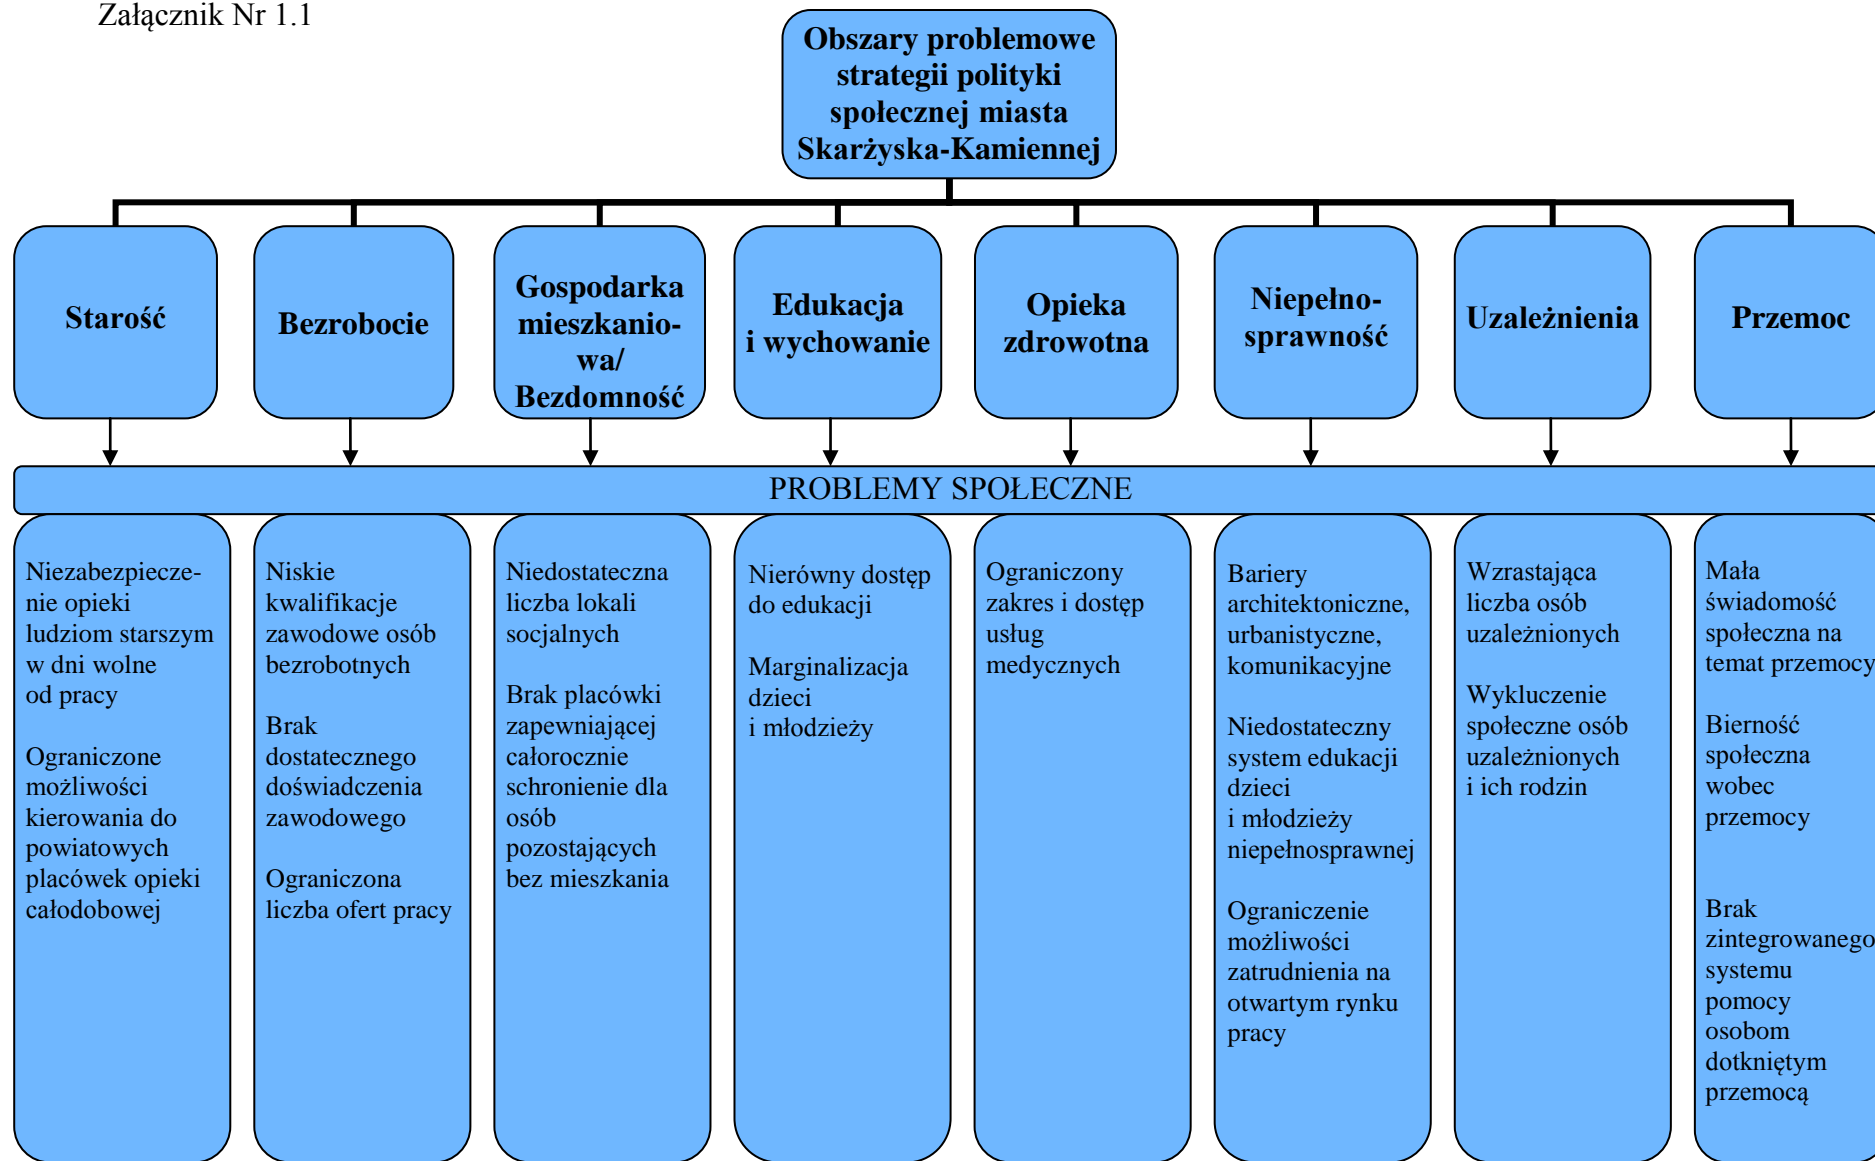 Załącznik Nr 1.1
Obszary problemowe
strategii polityki
społecznej miasta
Skarżyska-Kamiennej
Starość
Bezrobocie
Gospodarka
mieszkanio-
wa/
Bezdomność
Edukacja
i wychowanie
Opieka
zdrowotna
Niepełno-
sprawność
Uzależnienia
Przemoc
PROBLEMY SPOŁECZNE
Niezabezpiecze-
nie opieki
ludziom starszym
w dni wolne
od pracy
Ograniczone
możliwości
kierowania do
powiatowych
placówek opieki
całodobowej
Niskie
kwalifikacje
zawodowe osób
bezrobotnych
Brak
dostatecznego
doświadczenia
zawodowego
Ograniczona
liczba ofert pracy
Niedostateczna
liczba lokali
socjalnych
Brak placówki
zapewniającej
całorocznie
schronienie dla
osób
pozostających
bez mieszkania
Nierówny dostęp
do edukacji
Marginalizacja
dzieci
i młodzieży
Ograniczony
zakres i dostęp
usług
medycznych
Bariery
architektoniczne,
urbanistyczne,
komunikacyjne
Niedostateczny
system edukacji
dzieci
i młodzieży
niepełnosprawnej
Ograniczenie
możliwości
zatrudnienia na
otwartym rynku
pracy
Wzrastająca
liczba osób
uzależnionych
Wykluczenie
społeczne osób
uzależnionych
i ich rodzin
Mała
świadomość
społeczna na
temat przemocy
Bierność
społeczna
wobec
przemocy
Brak
zintegrowanego
systemu
pomocy
osobom
dotkniętym
przemocą